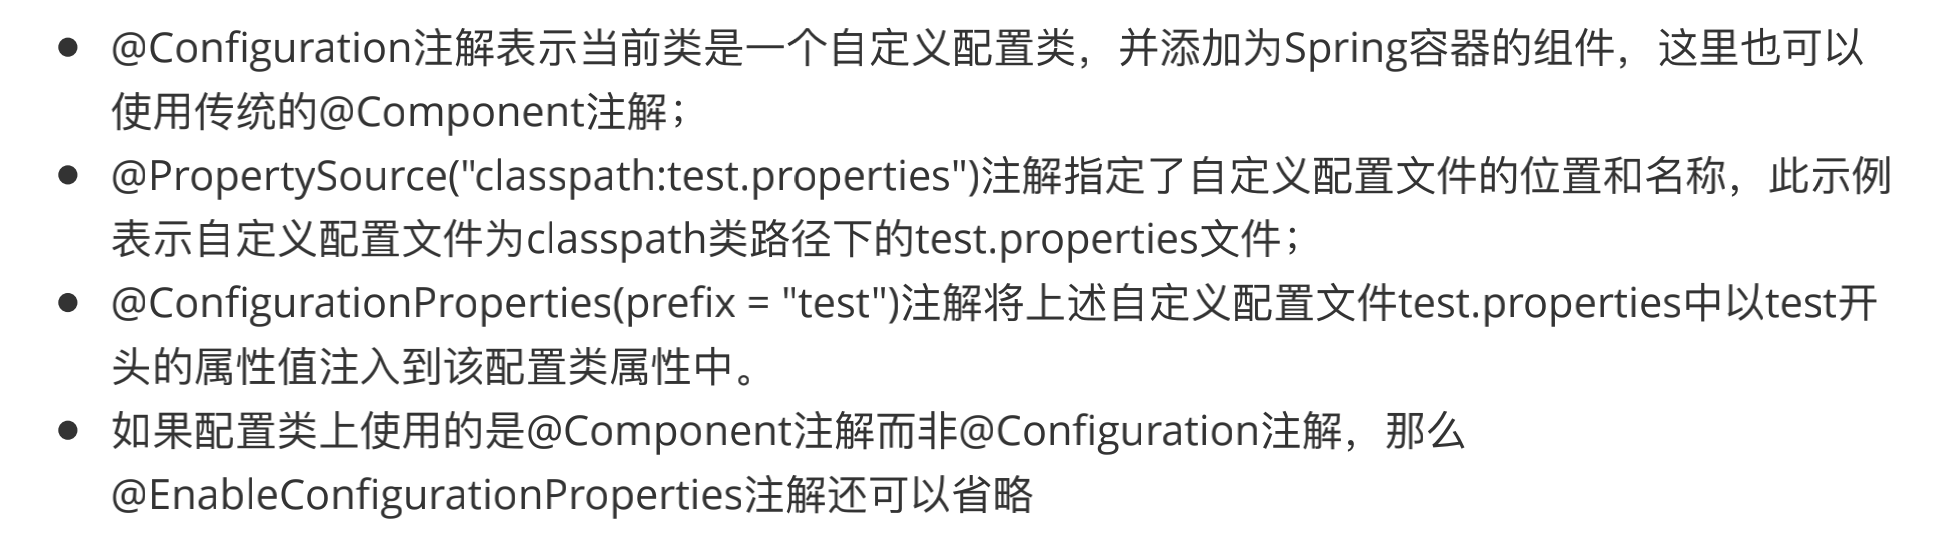 @Configuration注解表示当前类是一个自定义配置类，并添加为Spring容器的组件，这里也可以
使用传统的@Component注解；
@PropertySource("classpath:test.properties")注解指定了自定义配置文件的位置和名称，此示例
表示自定义配置文件为classpath类路径下的test.properties文件；
@ConfigurationProperties(prefix = "test")注解将上述自定义配置文件test.properties中以test开
头的属性值注入到该配置类属性中。
如果配置类上使用的是@Component注解而非@Configuration注解，那么
@EnableConfigurationProperties注解还可以省略